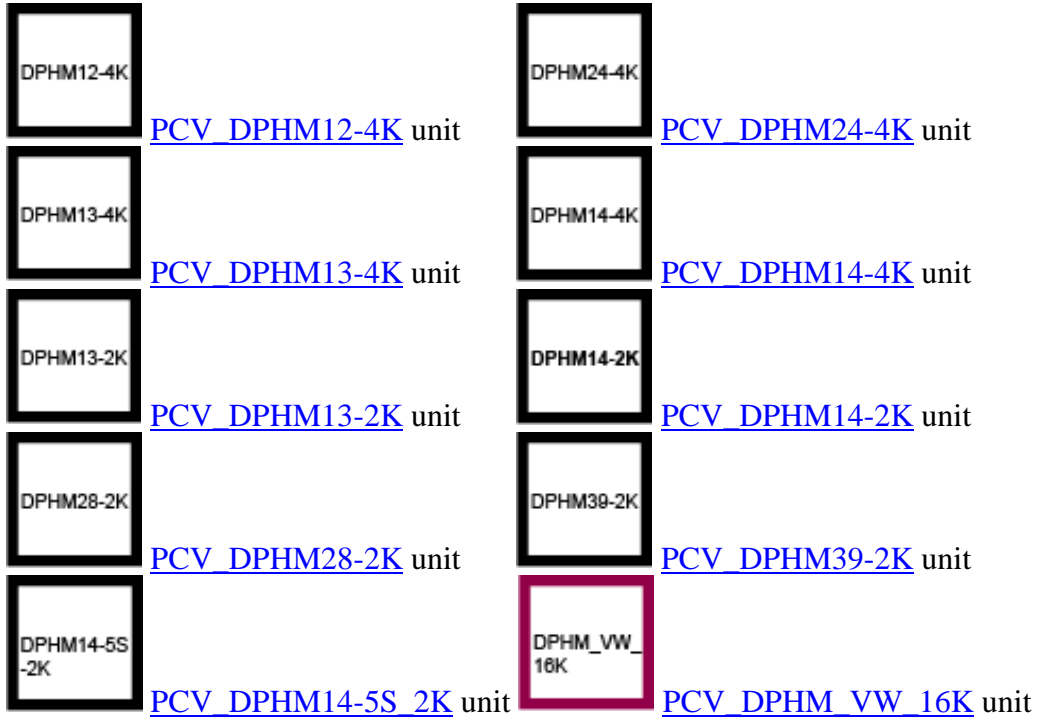 DPHM12-4K PCV_DPHM12-4K unit DPHM24-4K PCV_DPHM24-4K unit
DPHM13-4K PCV_DPHM13-4K unit DPHM14-4K PCV_DPHM14-4K unit
DPHM13-2K PCV_DPHM13-2K unit DPHM14-2K PCV_DPHM14-2K unit
DPHM28-2K PCV_DPHM28-2K unit DPHM39-2K PCV_DPHM39-2K unit
DPHM14-5S
-2K PCV_DPHM14-5S_2K unit
DPHM_VW_
16K PCV_DPHM_VW_16K unit